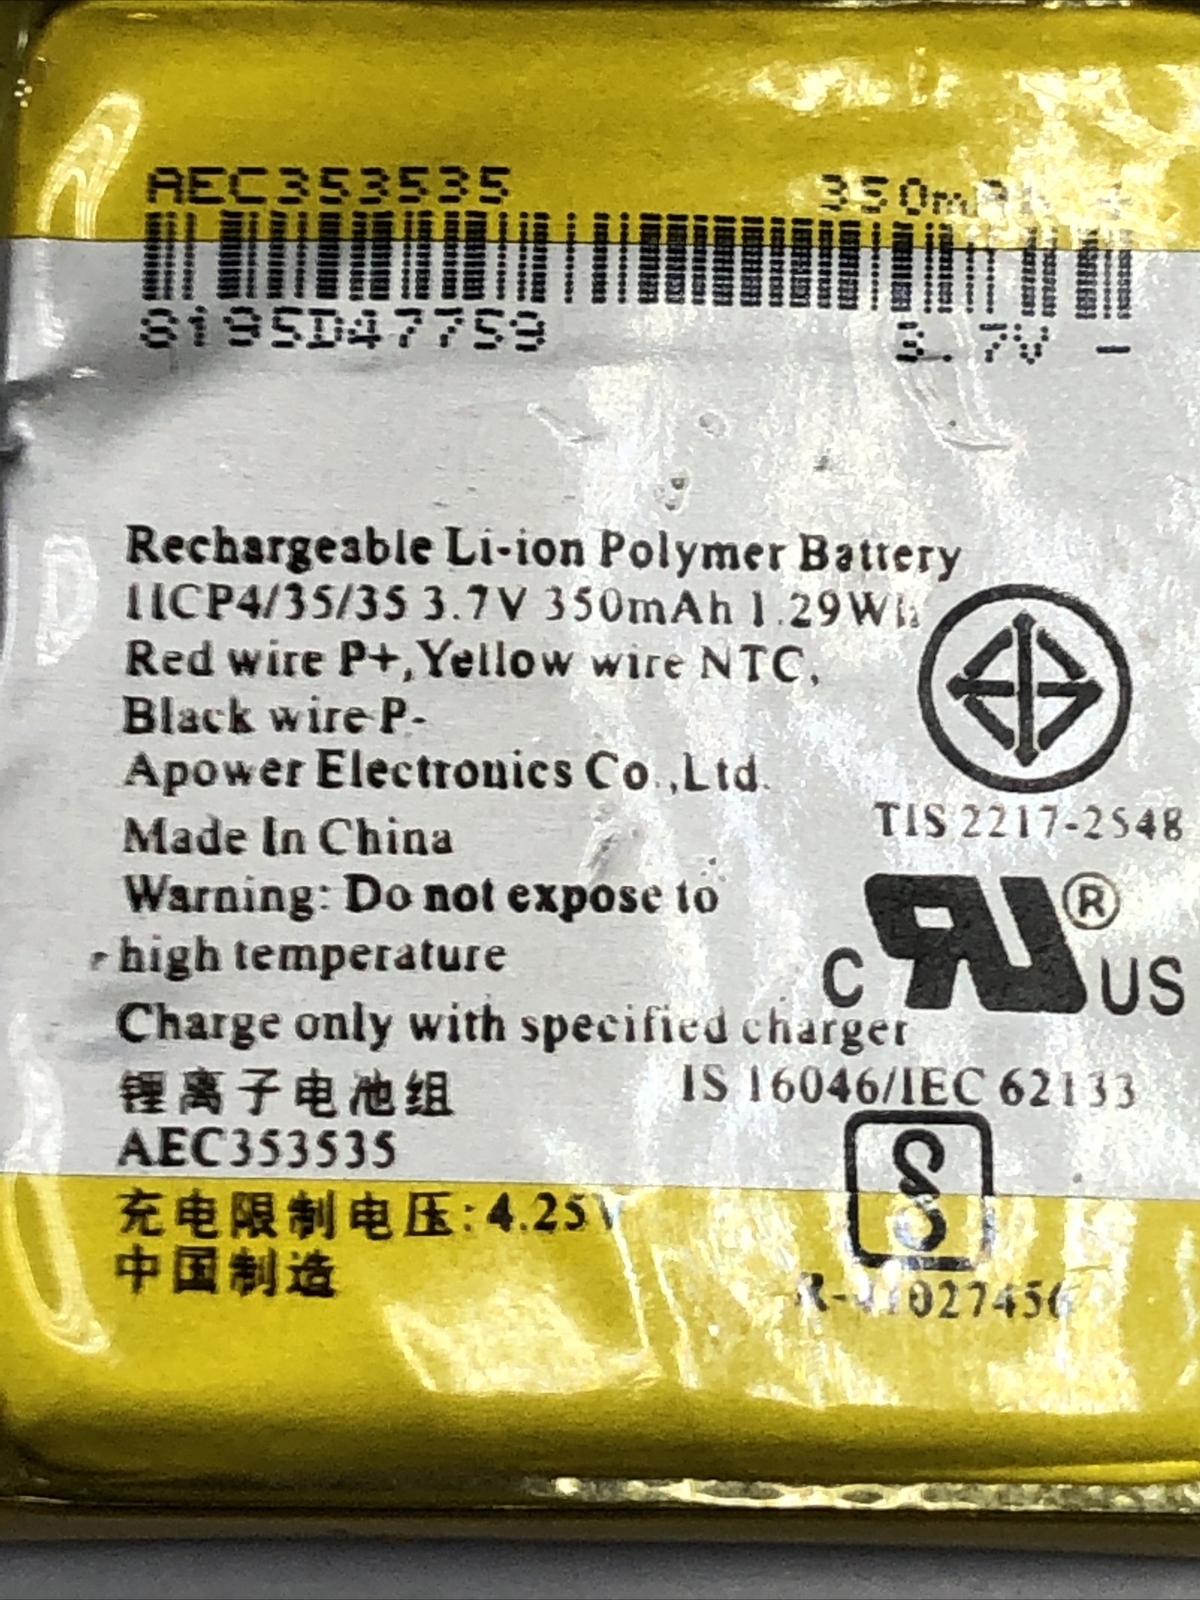 AEC353535 350mAh +
8195D47759 3.7V -
Rechargeable Li-ion Polymer Battery
1ICP4/35/35 3.7V 350mAh 1.29Wh
Red wire P+,Yellow wire NTC,
Black wire P-
Apower Electronics Co.,Ltd.
TIS 2217-2548
Made In China
Warning: Do not expose to
high temperature
®
C US
Charge only with specified charger
锂离子电池组
IS 16046/IEC 62133
AEC353535
充电限制电压:4.25V
中国制造